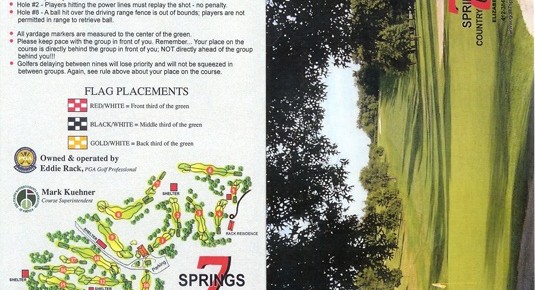 Hole #2 - Players hitting the power lines must replay the shot - no penalty.
Hole #8 - A ball hit over the driving range fence is out of bounds; players are
not permitted in range to retrieve ball.
All yardage markers are measured to the center of the green.
Please keep pace with the group in front of you. Remember... Your place on the
course is directly behind the group in front of you; NOT directly ahead of the group
behind you!!!
Golfers delaying between nines will lose priority and will not be squeezed in
between groups. Again, see rule above about your place on the course.
FLAG PLACEMENTS
RED/WHITE = Front third of the green
BLACK/WHITE = Middle third of the green
GOLD/WHITE = Back third of the green
Owned & operated by
Eddie Rack, PGA Golf Professional
Mark Kuehner
Course Superintendent
SHELTER
RACK RESIDENCE
SHELTER
Parking
SHELTER
SHELTER
7
SPRINGS
7
SPRINGS
COUNTRY